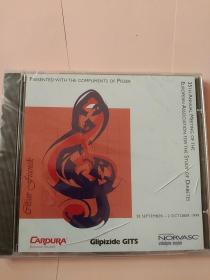 PRESENTED WITH THE COMPLIMENTS OF PFIZER
35TH ANNUAL MEETING OF THE
EUROPEAN ASSOCIATION FOR THE STUDY OF DIABETES
28 SEPTEMBER – 2 OCTOBER 1999
CARDURA
Glipizide GITS
NORVASC